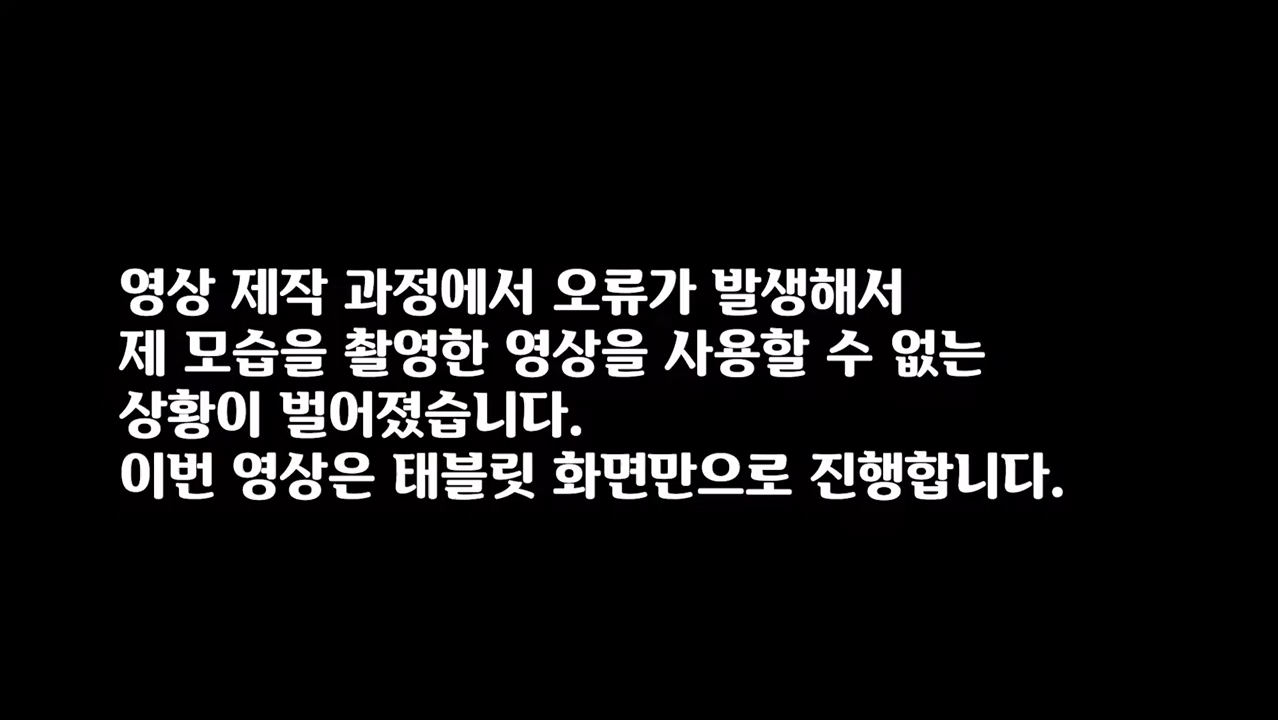 영상 제작 과정에서 오류가 발생해서
제 모습을 촬영한 영상을 사용할 수 없는
상황이 벌어졌습니다.
이번 영상은 태블릿 화면만으로 진행합니다.